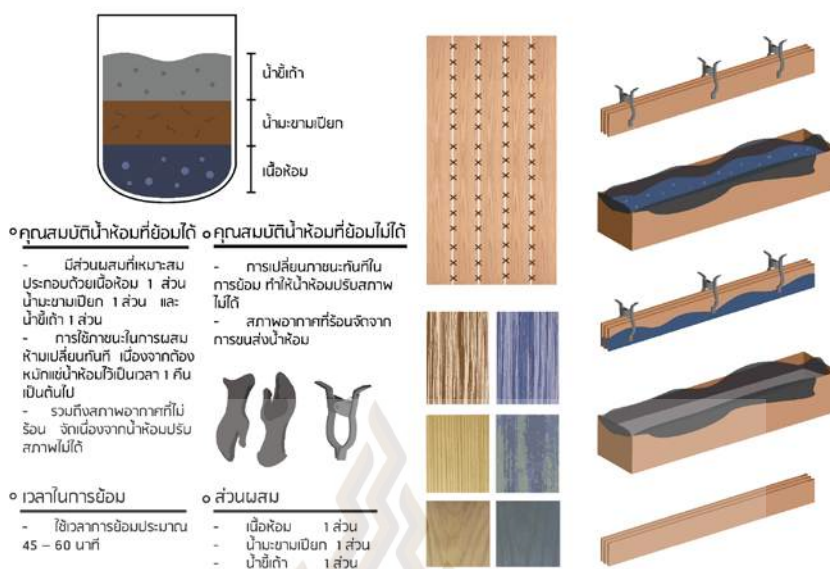 น้ำขี้เถ้า
น้ำมะขามเปียก
เนื้อห้อม
คุณสมบัติน้ำห้อมที่ย้อมได้
- มีส่วนผสมที่เหมาะสม
ประกอบด้วยเนื้อห้อม 1 ส่วน
น้ำมะขามเปียก 1 ส่วน และ
น้ำขี้เถ้า 1 ส่วน
- การใช้ภาชนะในการผสม
ห้ามเปลี่ยนทันที เนื่องจากต้อง
หมักแช่น้ำห้อมไว้เป็นเวลา 1 คืน
เป็นต้นไป
- รวมถึงสภาพอากาศที่ไม่
ร้อน จัดเนื่องจากน้ำห้อมปรับ
สภาพไม่ได้
คุณสมบัติน้ำห้อมที่ย้อมไม่ได้
- การเปลี่ยนภาชนะทันทีใน
การย้อม ทำให้น้ำห้อมปรับสภาพ
ไม่ได้
- สภาพอากาศที่ร้อนจัดจาก
การขนส่งน้ำห้อม
เวลาในการย้อม
- ใช้เวลาการย้อมประมาณ
45 – 60 นาที
ส่วนผสม
- เนื้อห้อม 1 ส่วน
- น้ำมะขามเปียก 1 ส่วน
- น้ำขี้เถ้า 1 ส่วน